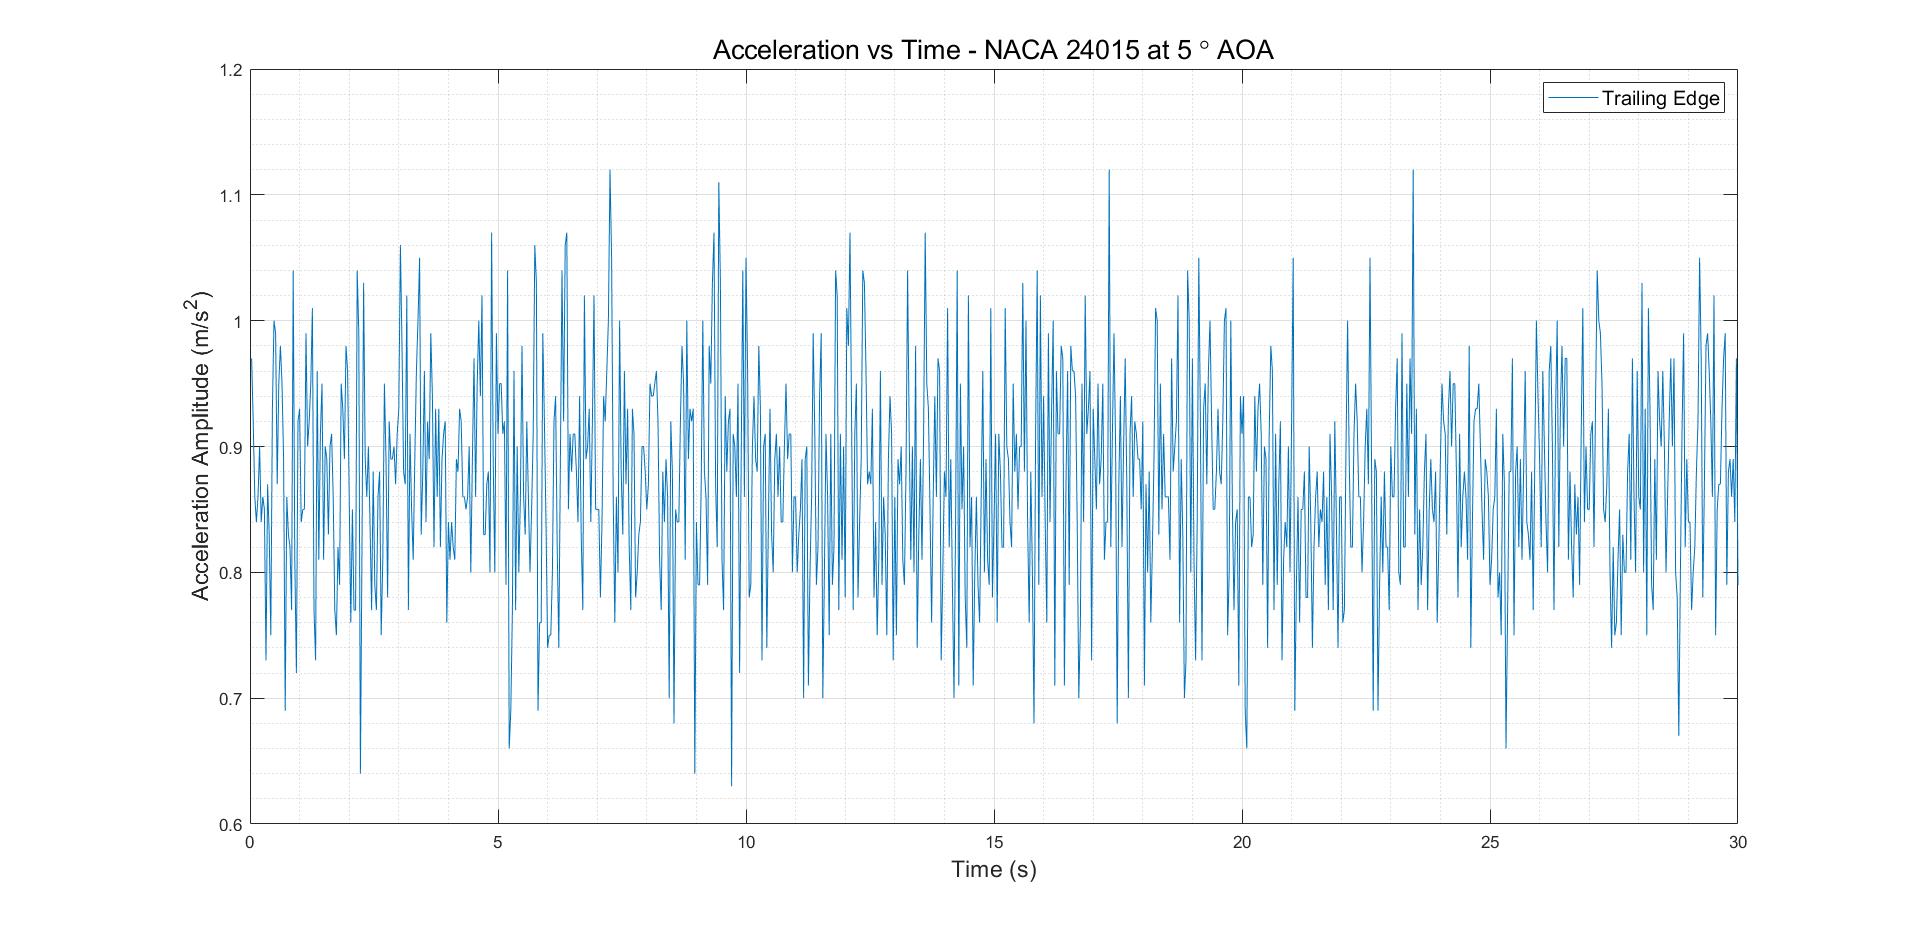 Acceleration vs Time - NACA 24015 at 5 ° AOA
Trailing Edge
Acceleration Amplitude (m/s²)
1.2
1.1
1
0.9
0.8
0.7
0.6
0 5 10 15 20 25 30
Time (s)